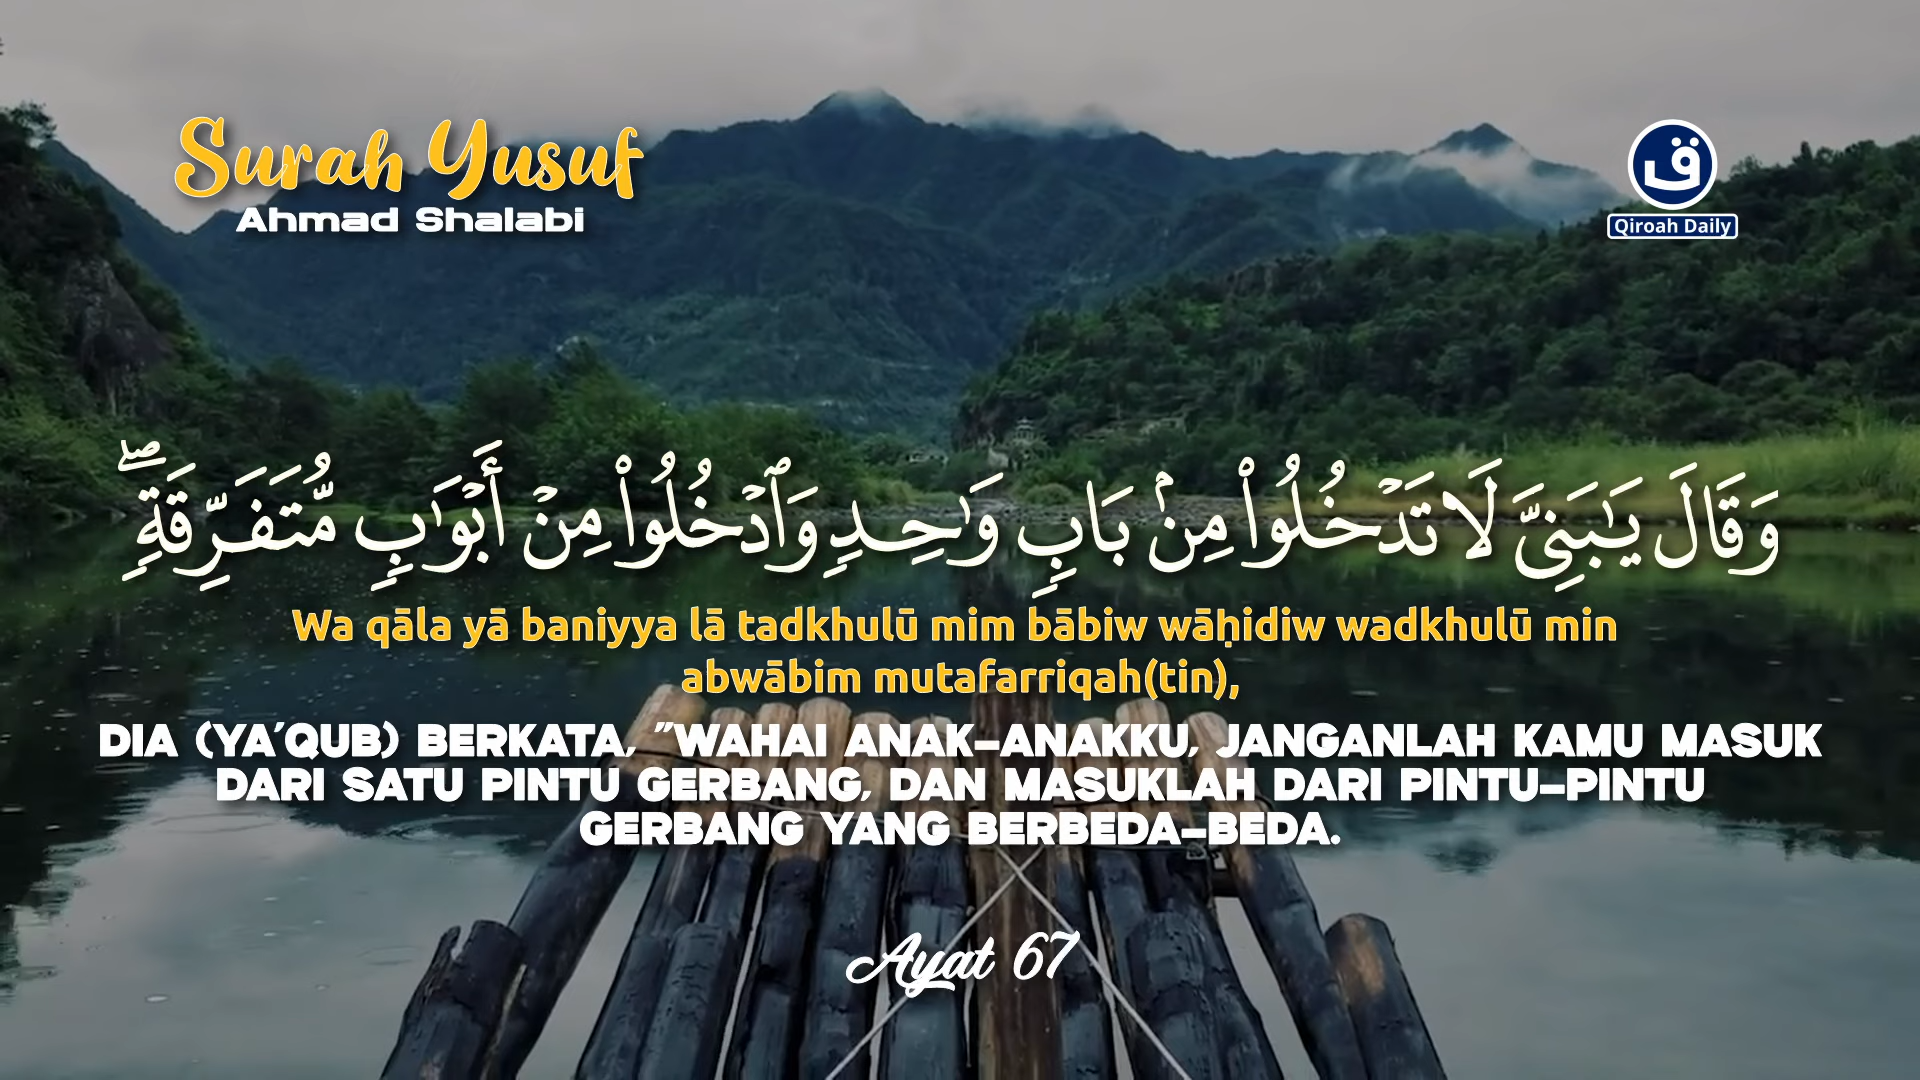 Surah Yusuf
Ahmad Shalabi
ق
Qiroah Daily
وَقَالَ يَـٰبَنِىَّ لَا تَدْخُلُوا۟ مِنۢ بَابٍ وَٰحِدٍ وَٱدْخُلُوا۟ مِنْ أَبْوَٰبٍ مُّتَفَرِّقَةٍ ۖ
Wa qāla yā baniyya lā tadkhulū mim bābiw wāḥidiw wadkhulū min
abwābim mutafarriqah(tin),
DIA (YA'QUB) BERKATA, "WAHAI ANAK-ANAKKU, JANGANLAH KAMU MASUK
DARI SATU PINTU GERBANG, DAN MASUKLAH DARI PINTU-PINTU
GERBANG YANG BERBEDA-BEDA.
Ayat 67